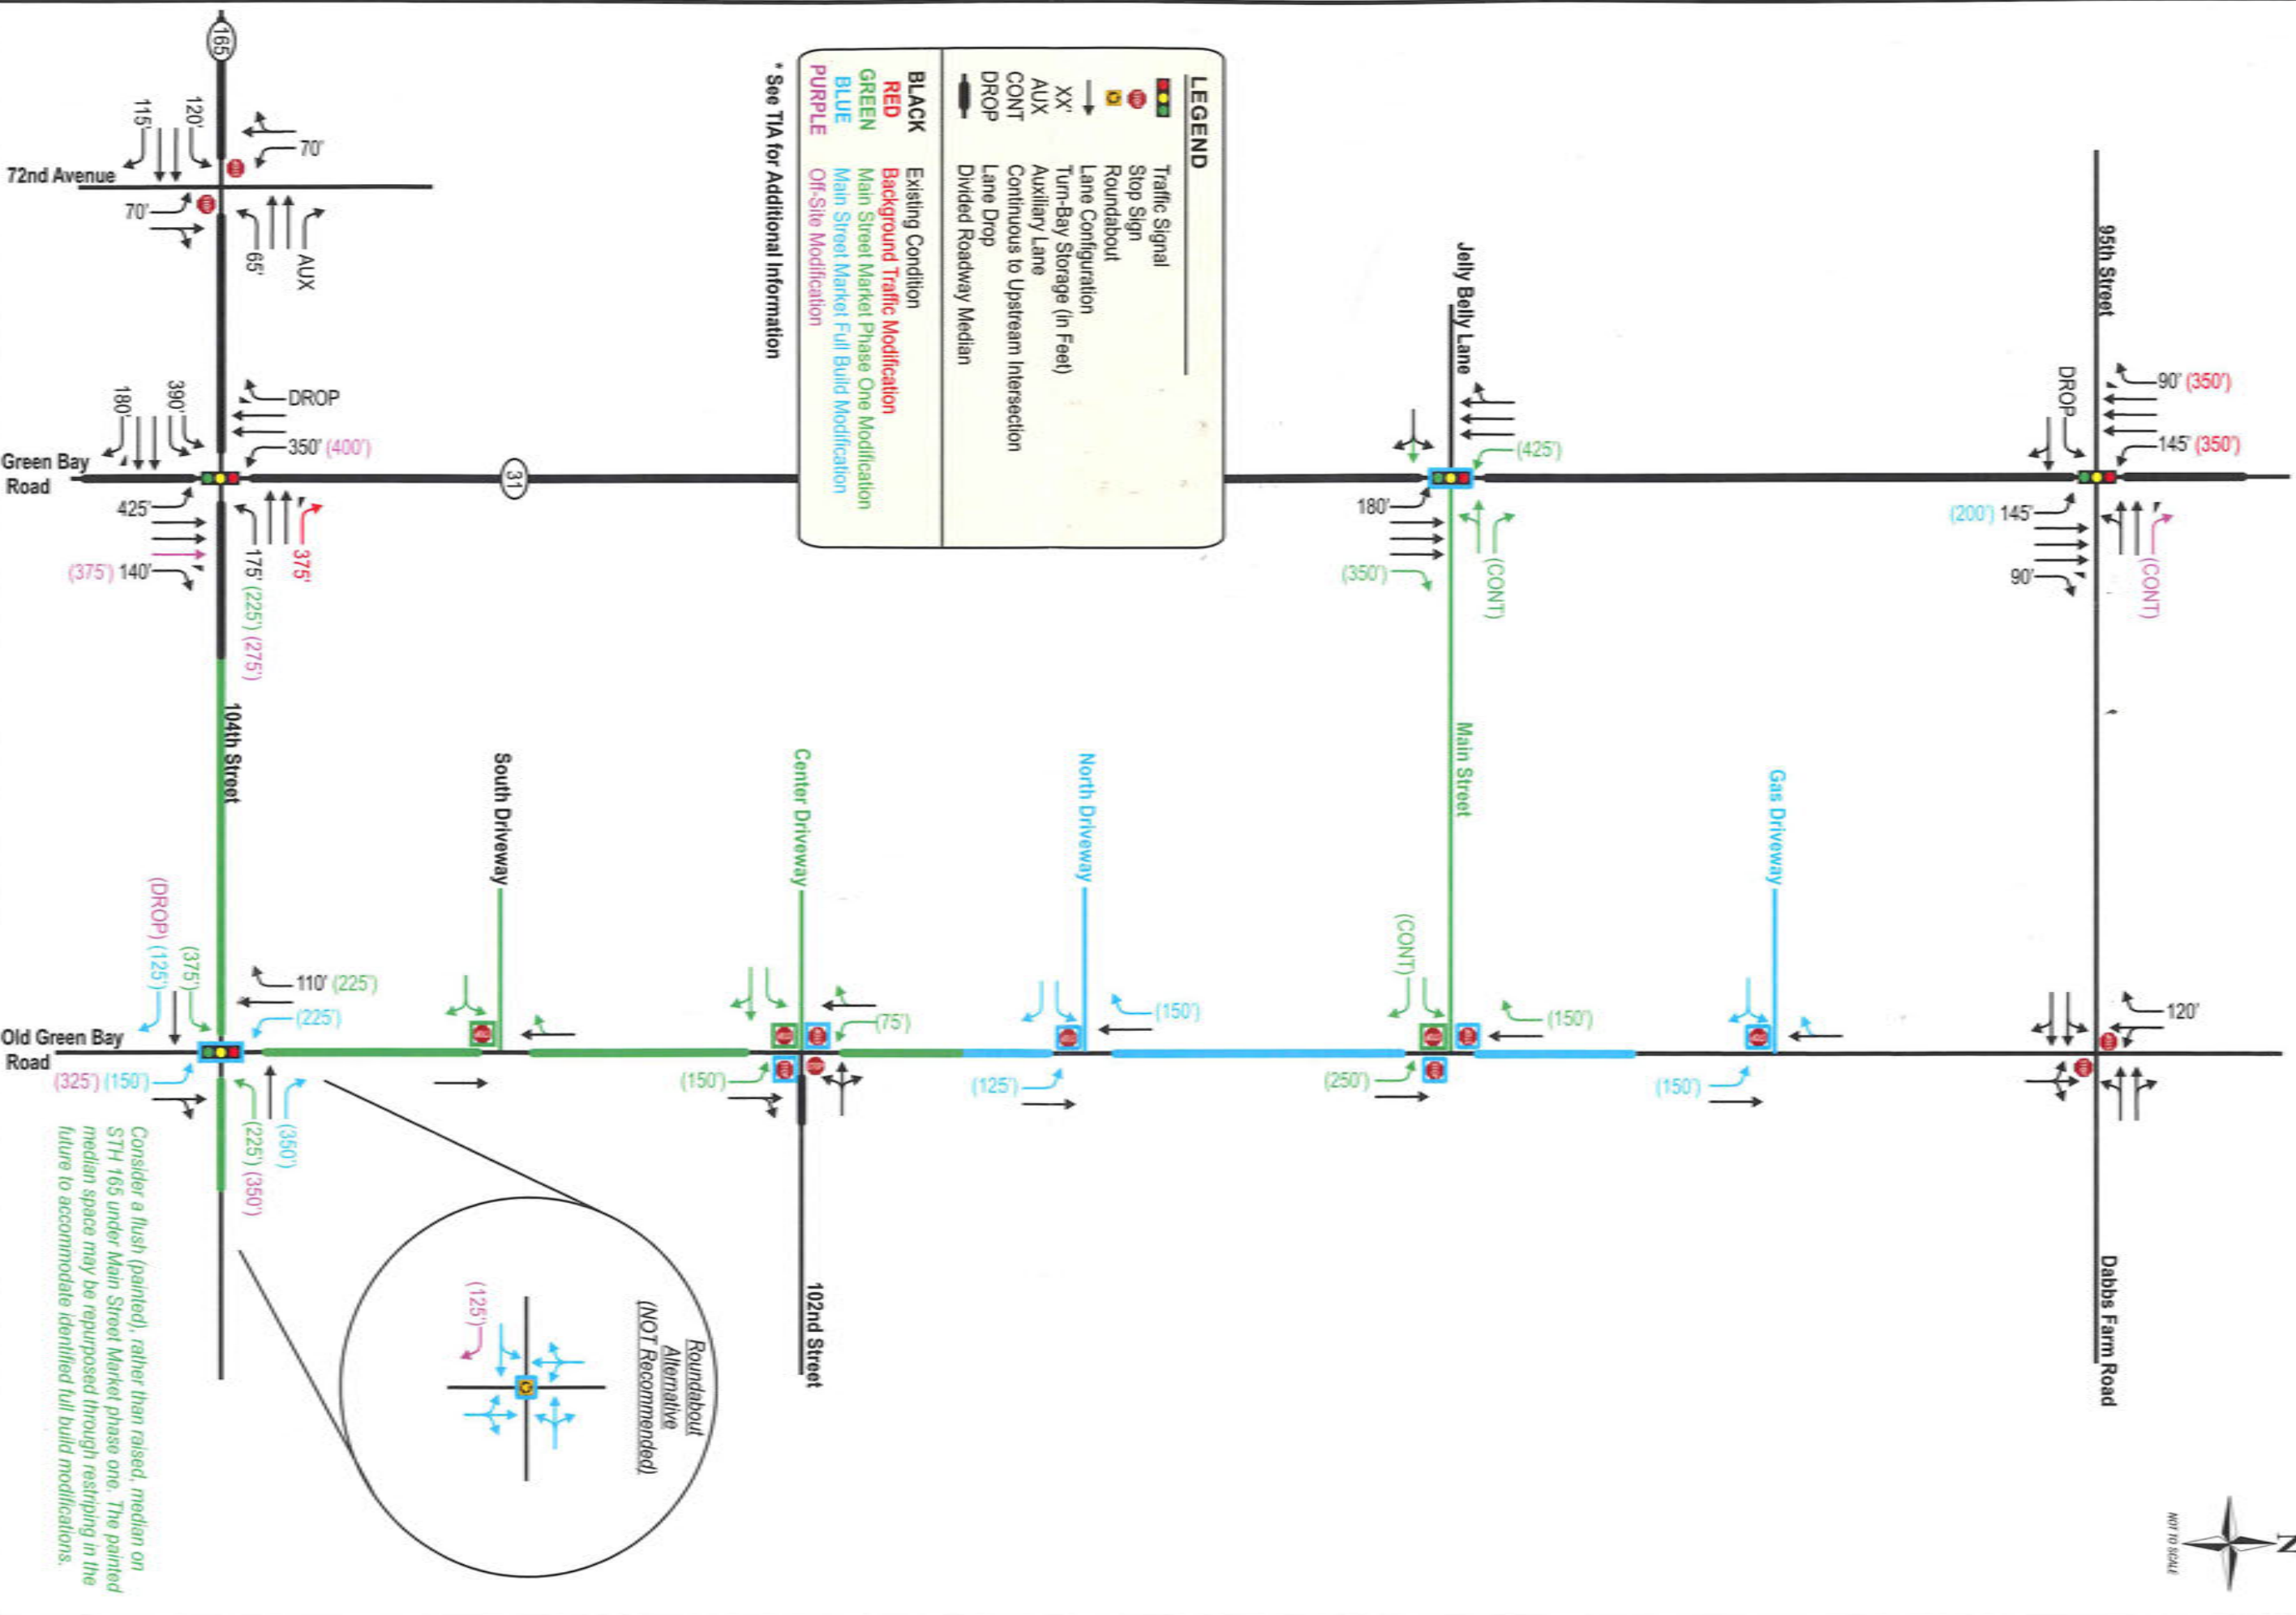 LEGEND
Traffic Signal
Stop Sign
Roundabout
Lane Configuration
XX' Turn-Bay Storage (in Feet)
AUX Auxiliary Lane
CONT Continuous to Upstream Intersection
DROP Lane Drop
Divided Roadway Median
BLACK Existing Condition
RED Background Traffic Modification
GREEN Main Street Market Phase One Modification
BLUE Main Street Market Full Build Modification
PURPLE Off-Site Modification
* See TIA for Additional Information
165
115'
120'
70'
72nd Avenue
70'
65'
AUX
180'
390'
DROP
350' (400')
Green Bay
Road
31
425'
(375') 140'
175' (225') (275')
375'
104th Street
Jelly Belly Lane
(425')
180'
(350')
(CONT)
Main Street
95th Street
DROP
90' (350')
145' (350')
(200') 145'
90'
(CONT)
South Driveway
Center Driveway
North Driveway
Gas Driveway
(DROP) (125')
(375')
110' (225')
(225')
Old Green Bay
Road
(325') (150')
(225') (350')
(350')
(75')
(150')
(150')
(125')
(CONT)
(150')
(250')
(150')
120'
102nd Street
Dabbs Farm Road
Roundabout
Alternative
(NOT Recommended)
(125')
Consider a flush (painted), rather than raised, median on
STH 165 under Main Street Market phase one. The painted
median space may be repurposed through restriping in the
future to accommodate identified full build modifications.
N
NOT TO SCALE